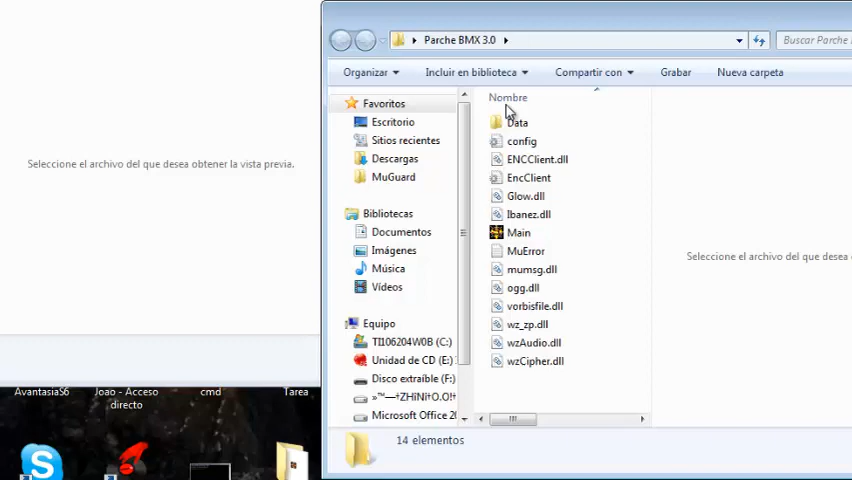 Parche BMX 3.0
Buscar Parche
Organizar
Incluir en biblioteca
Compartir con
Grabar
Nueva carpeta
Seleccione el archivo del que desea obtener la vista previa.
Favoritos
Escritorio
Sitios recientes
Descargas
MuGuard
Bibliotecas
Documentos
Imágenes
Música
Vídeos
Equipo
TI106204W0B (C:)
Unidad de CD (E:)
Disco extraíble (F:)
Microsoft Office 20
Nombre
Data
config
ENCClient.dll
EncClient
Glow.dll
Ibanez.dll
Main
MuError
mumsg.dll
ogg.dll
vorbisfile.dll
wz_zp.dll
wzAudio.dll
wzCipher.dll
Seleccione el archivo del que desea
14 elementos
AvantasiaS6
Joao - Acceso
directo
cmd
Tarea